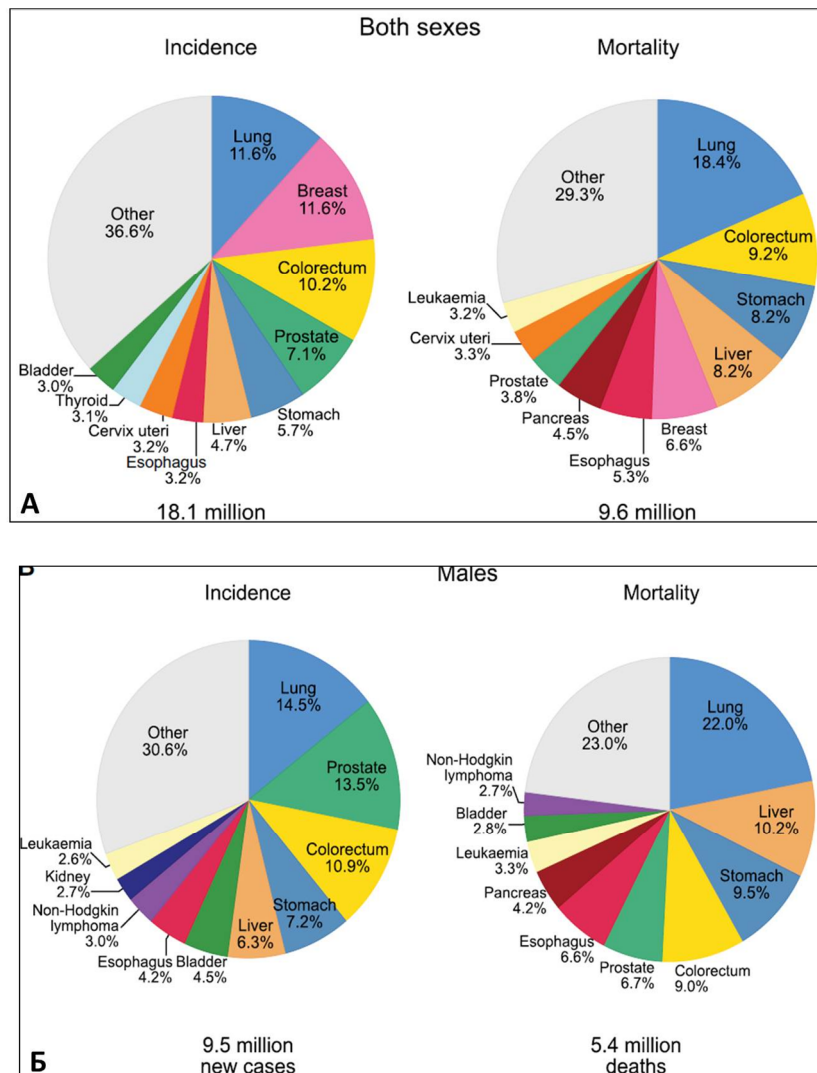 Both sexes
Incidence
Mortality
Lung
11.6%
Breast
11.6%
Colorectum
10.2%
Prostate
7.1%
Stomach
5.7%
Liver
4.7%
Esophagus
3.2%
Cervix uteri
3.2%
Thyroid
3.1%
Bladder
3.0%
Other
36.6%
18.1 million
Lung
18.4%
Colorectum
9.2%
Stomach
8.2%
Liver
8.2%
Breast
6.6%
Esophagus
5.3%
Pancreas
4.5%
Prostate
3.8%
Cervix uteri
3.3%
Leukaemia
3.2%
Other
29.3%
9.6 million
А
Males
Incidence
Mortality
Lung
14.5%
Prostate
13.5%
Colorectum
10.9%
Stomach
7.2%
Liver
6.3%
Bladder
4.5%
Esophagus
4.2%
Non-Hodgkin
lymphoma
3.0%
Kidney
2.7%
Leukaemia
2.6%
Other
30.6%
9.5 million
new cases
Lung
22.0%
Liver
10.2%
Stomach
9.5%
Colorectum
9.0%
Prostate
6.7%
Esophagus
6.6%
Pancreas
4.2%
Leukaemia
3.3%
Bladder
2.8%
Non-Hodgkin
lymphoma
2.7%
Other
23.0%
5.4 million
deaths
Б